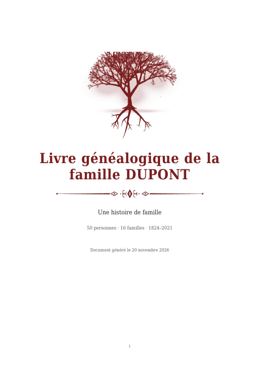 Livre généalogique de la
famille DUPONT
Une histoire de famille
50 personnes · 16 familles · 1824–2021
Document généré le 20 novembre 2026
1